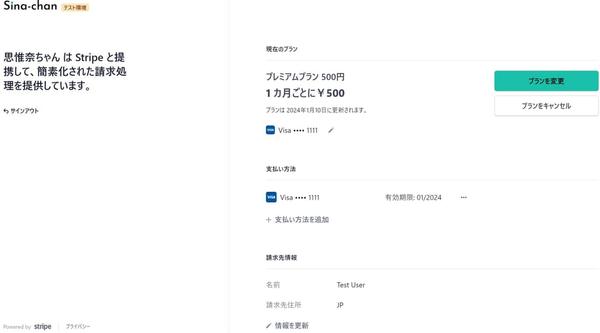 Sina-chan テスト環境
思惟奈ちゃん は Stripe と提
携して、簡素化された請求処
理を提供しています。
サインアウト
現在のプラン
プレミアムプラン 500円
1 カ月ごとに￥500
プランは 2024年1月10日に更新されます。
VISA Visa •••• 1111
プランを変更
プランをキャンセル
支払い方法
VISA Visa •••• 1111 有効期限: 01/2024 •••
+ 支払い方法を追加
請求先情報
名前 Test User
請求先住所 JP
情報を更新
Powered by stripe | プライバシー